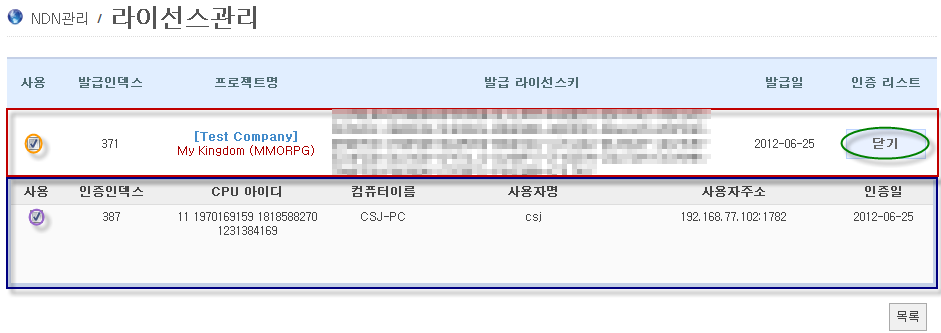 NDN관리 / 라이선스관리
사용 발급인덱스 프로젝트명 발급 라이선스키 발급일 인증 리스트
371 [Test Company] 2012-06-25 닫기
My Kingdom (MMORPG)
사용 인증인덱스 CPU 아이디 컴퓨터이름 사용자명 사용자주소 인증일
387 11 1970169159 1818588270 CSJ-PC csj 192.168.77.102:1782 2012-06-25
1231384169
목록